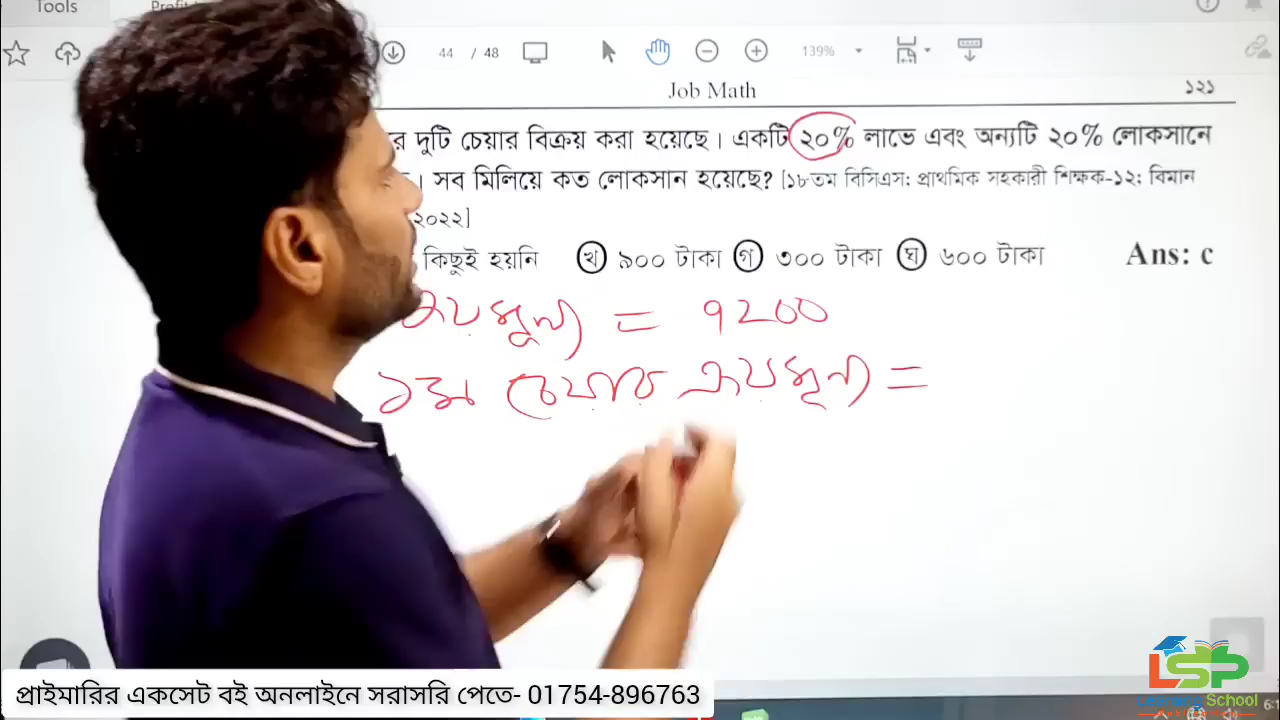 Tools
44 / 48
139%
Job Math
১২১
র দুটি চেয়ার বিক্রয় করা হয়েছে। একটি ২০% লাভে এবং অন্যটি ২০% লোকসানে
। সব মিলিয়ে কত লোকসান হয়েছে? [১৮তম বিসিএস; প্রাথমিক সহকারী শিক্ষক-১২; বিমান
২০২২]
কিছুই হয়নি খ ৯০০ টাকা গ ৩০০ টাকা ঘ ৬০০ টাকা Ans: c
ক্রয়মূল্য = ৭২০০
১ম চেয়ার ক্রয়মূল্য =
প্রাইমারির একসেট বই অনলাইনে সরাসরি পেতে- 01754-896763
LSP
Learning School